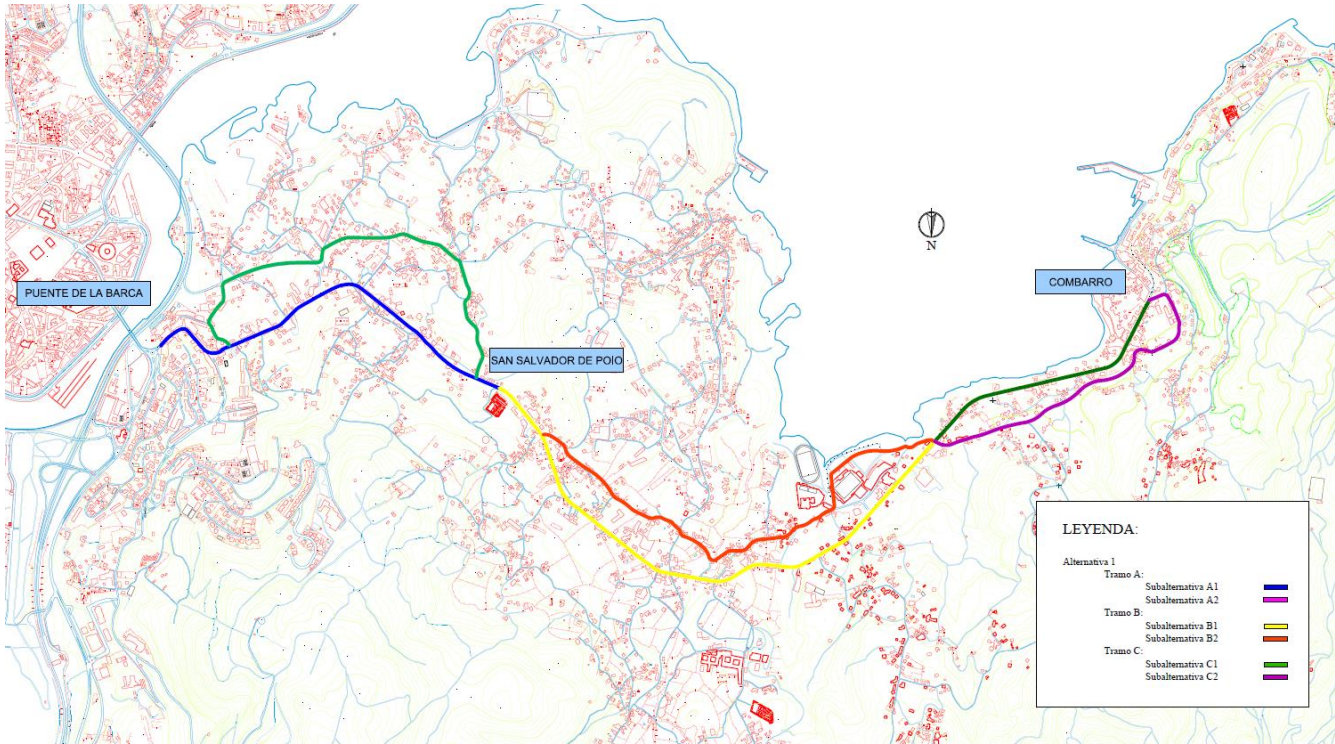 N
COMBARRO
PUENTE DE LA BARCA
SAN SALVADOR DE POIO
LEYENDA:
Alternativa 1
Tramo A:
Subalternativa A1
Subalternativa A2
Tramo B:
Subalternativa B1
Subalternativa B2
Tramo C:
Subalternativa C1
Subalternativa C2